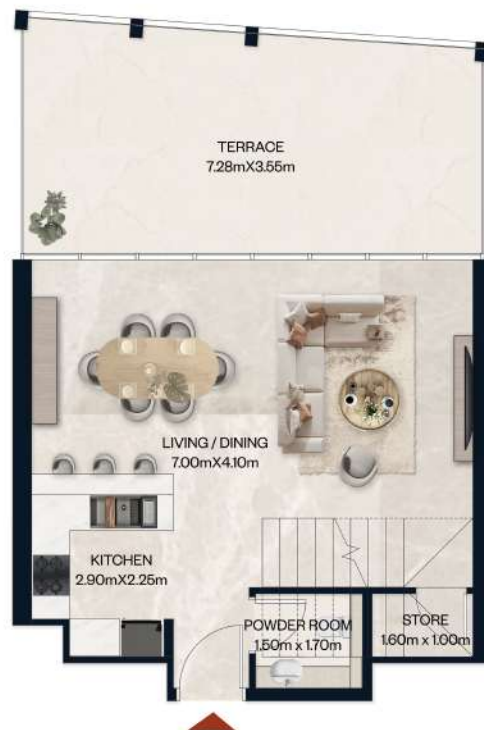 TERRACE
7.28mX3.55m
LIVING / DINING
7.00mX4.10m
KITCHEN
2.90mX2.25m
POWDER ROOM
1.50m x 1.70m
STORE
1.60m x 1.00m